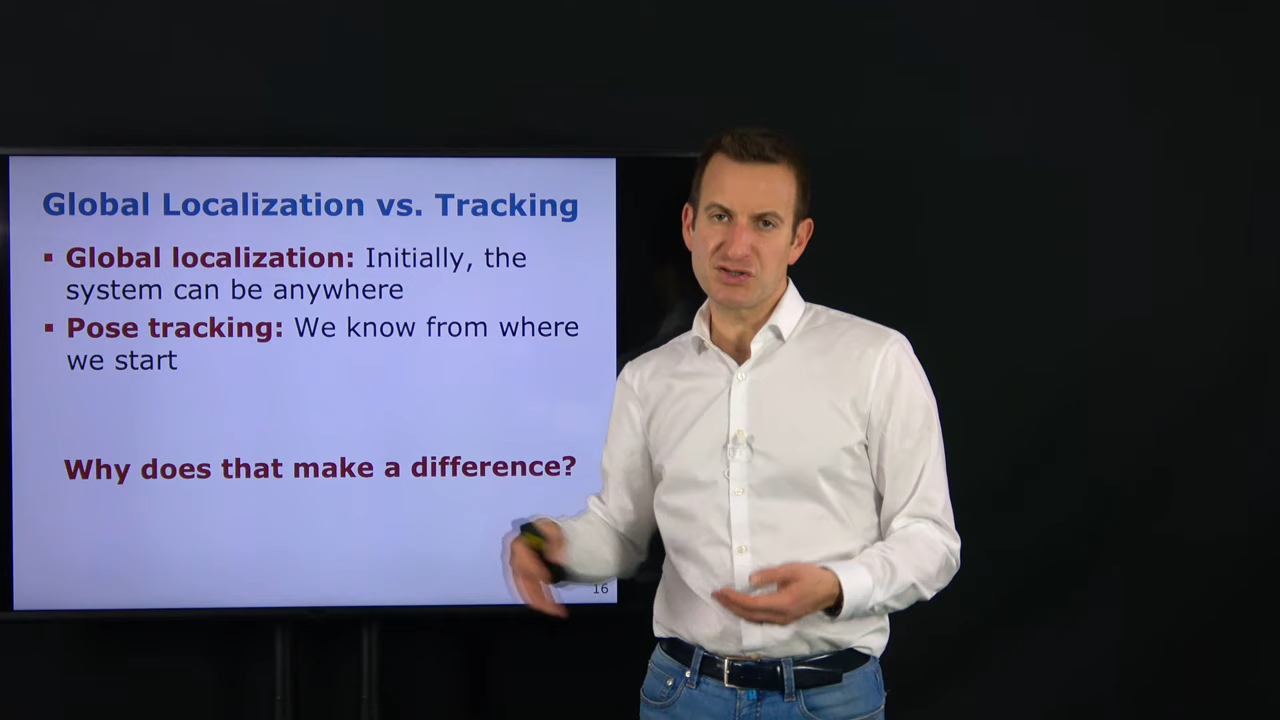 Global Localization vs. Tracking
▪ Global localization: Initially, the
system can be anywhere
▪ Pose tracking: We know from where
we start
Why does that make a difference?
16